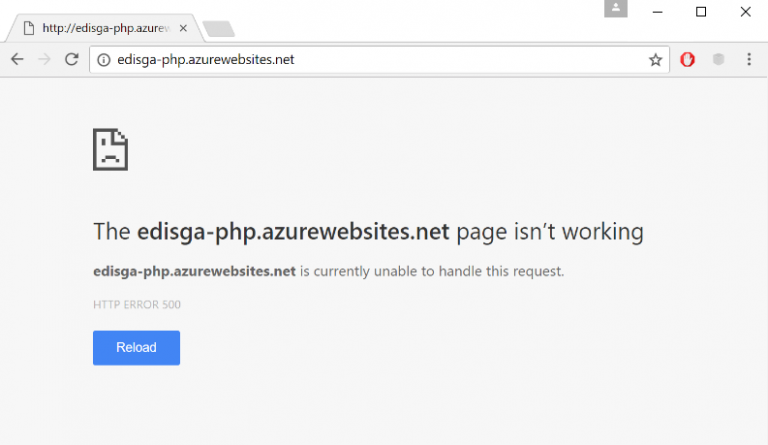 http://edisga-php.azurew
edisga-php.azurewebsites.net
The edisga-php.azurewebsites.net page isn’t working
edisga-php.azurewebsites.net is currently unable to handle this request.
HTTP ERROR 500
Reload